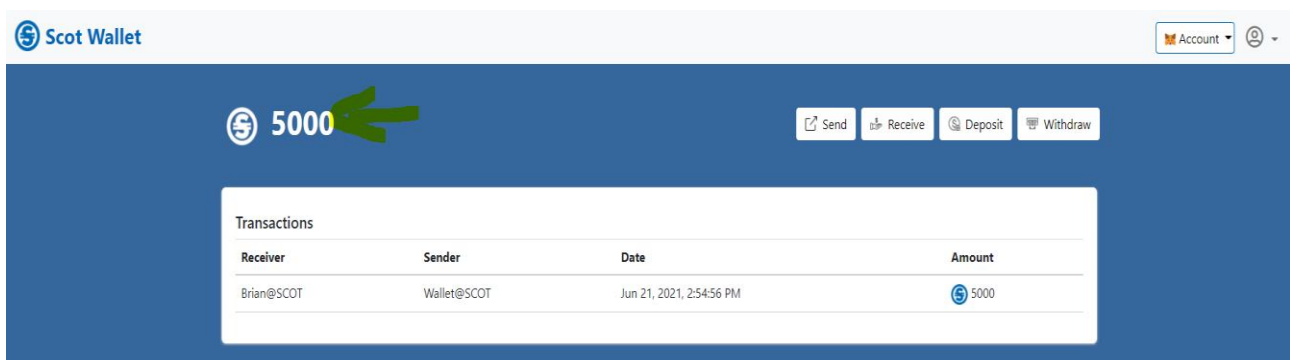 Scot Wallet
Account
5000
Send Receive Deposit Withdraw
Transactions
Receiver Sender Date Amount
Brian@SCOT Wallet@SCOT Jun 21, 2021, 2:54:56 PM 5000